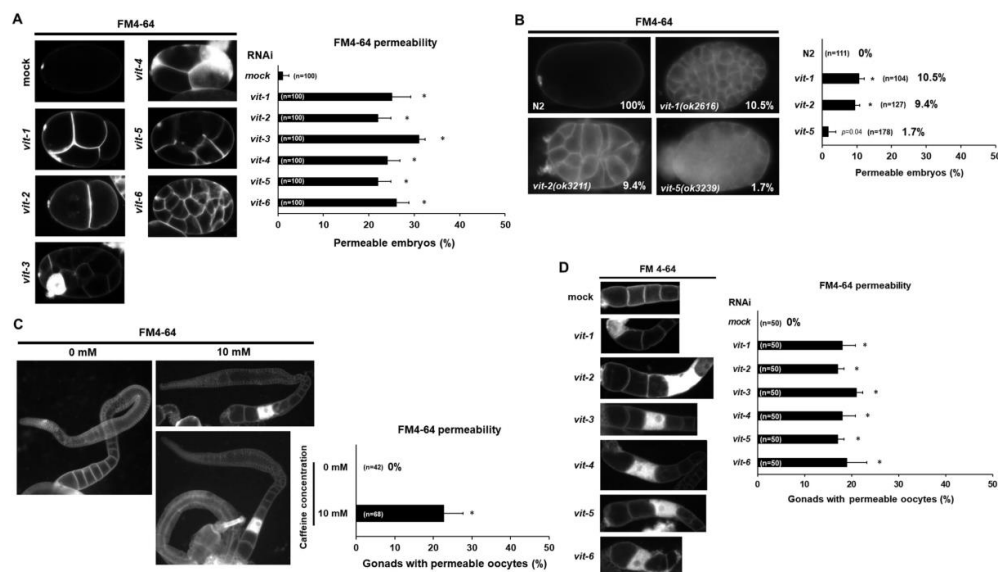 A
FM4-64
mock
vit-1
vit-2
vit-3
vit-4
vit-5
vit-6
FM4-64 permeability
RNAi
mock (n=100)
vit-1 (n=100) *
vit-2 (n=100) *
vit-3 (n=100) *
vit-4 (n=100) *
vit-5 (n=100) *
vit-6 (n=100) *
0 10 20 30 40 50
Permeable embryos (%)
B
FM4-64
N2 100%
vit-1(ok2616) 10.5%
vit-2(ok3211) 9.4%
vit-5(ok3239) 1.7%
N2 (n=111) 0%
vit-1 * (n=104) 10.5%
vit-2 * (n=127) 9.4%
vit-5 p=0.04 (n=178) 1.7%
0 10 20 30 40 50
Permeable embryos (%)
C
FM4-64
0 mM 10 mM
FM4-64 permeability
Caffeine concentration
0 mM (n=42) 0%
10 mM (n=68) *
0 10 20 30 40 50
Gonads with permeable oocytes (%)
D
FM 4-64
mock
vit-1
vit-2
vit-3
vit-4
vit-5
vit-6
FM4-64 permeability
RNAi
mock (n=50) 0%
vit-1 (n=50) *
vit-2 (n=50) *
vit-3 (n=50) *
vit-4 (n=50) *
vit-5 (n=50) *
vit-6 (n=50) *
0 10 20 30 40 50
Gonads with permeable oocytes (%)